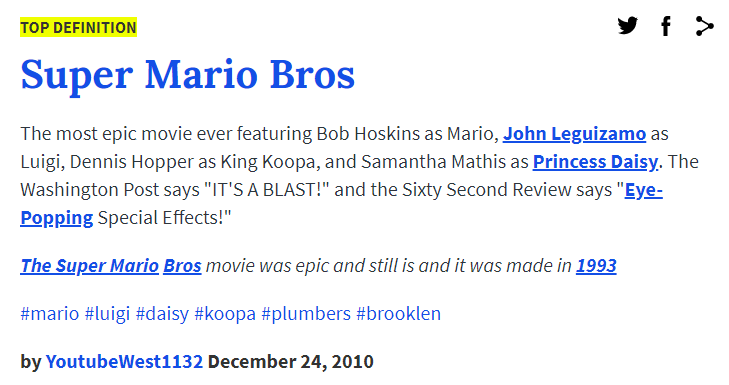 TOP DEFINITION
Super Mario Bros
The most epic movie ever featuring Bob Hoskins as Mario, John Leguizamo as
Luigi, Dennis Hopper as King Koopa, and Samantha Mathis as Princess Daisy. The
Washington Post says "IT'S A BLAST!" and the Sixty Second Review says "Eye-
Popping Special Effects!"
The Super Mario Bros movie was epic and still is and it was made in 1993
#mario #luigi #daisy #koopa #plumbers #brooklen
by YoutubeWest1132 December 24, 2010